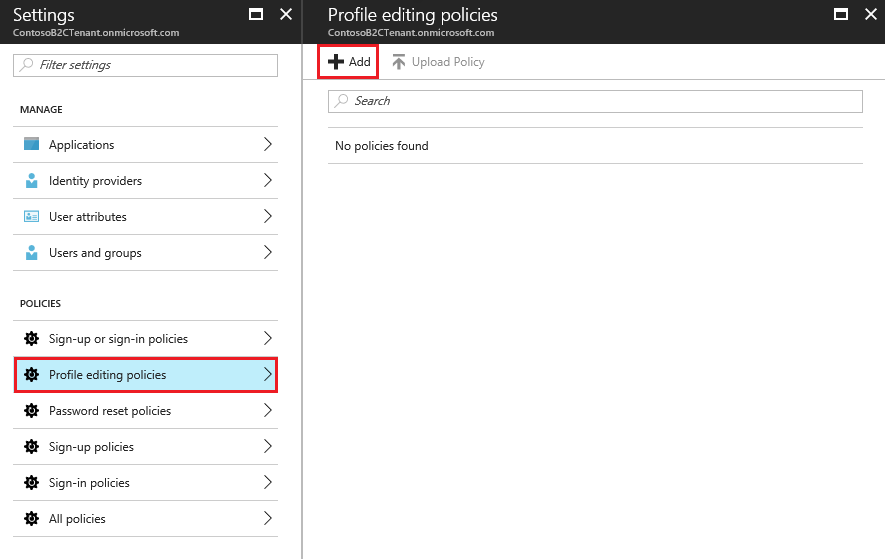 Settings
ContosoB2CTenant.onmicrosoft.com
Filter settings
MANAGE
Applications
Identity providers
User attributes
Users and groups
POLICIES
Sign-up or sign-in policies
Profile editing policies
Password reset policies
Sign-up policies
Sign-in policies
All policies
Profile editing policies
ContosoB2CTenant.onmicrosoft.com
Add Upload Policy
Search
No policies found